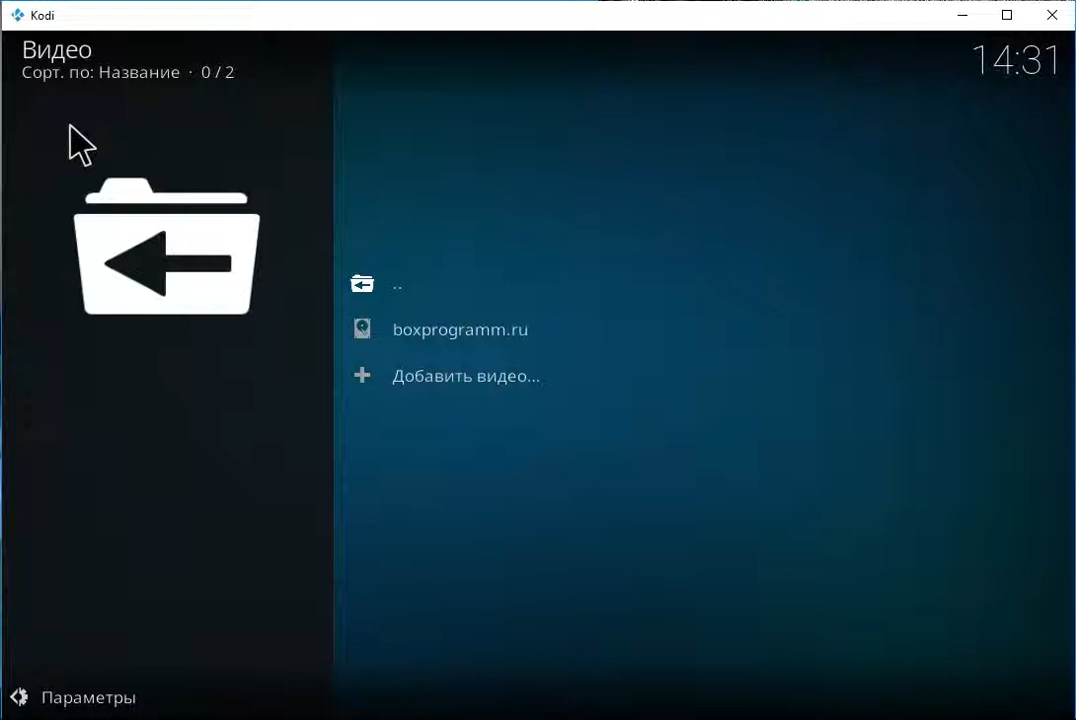 Kodi
Видео
Сорт. по: Название · 0 / 2
14:31
..
boxprogramm.ru
Добавить видео...
Параметры